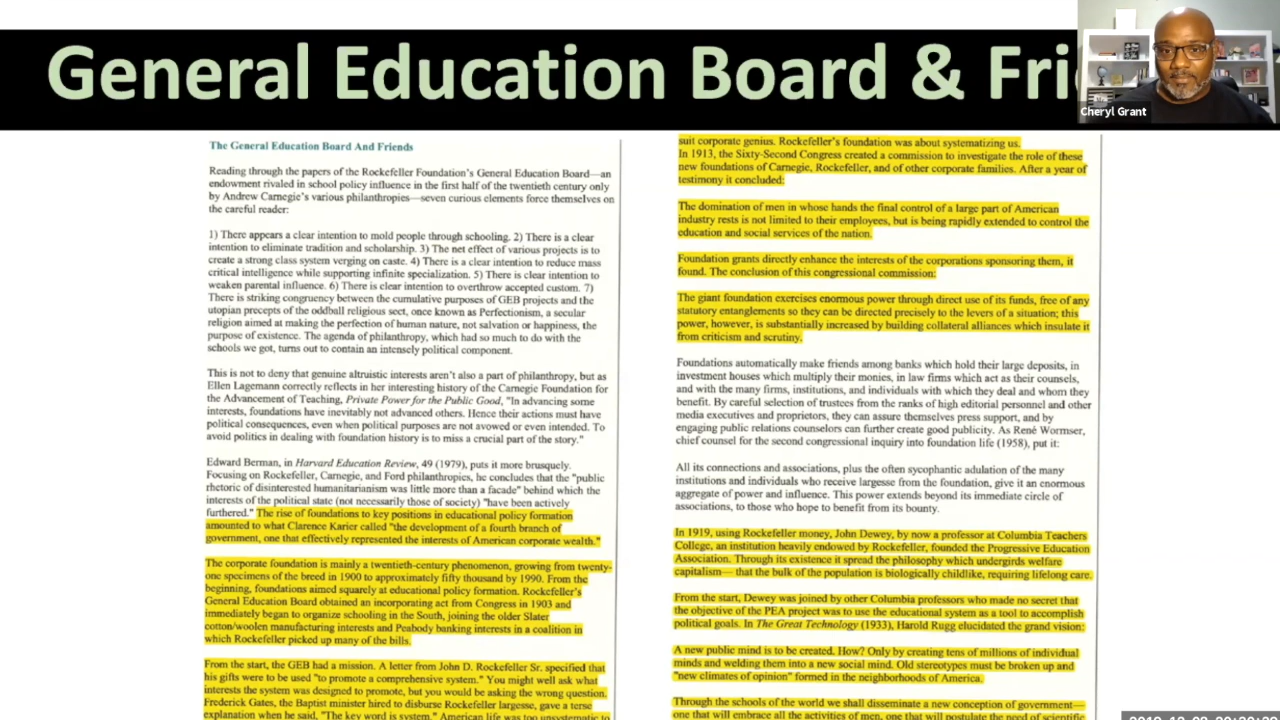 General Education Board & Fri
Cheryl Grant
The General Education Board And Friends
Reading through the papers of the Rockefeller Foundation's General Education Board—an
endowment rivaled in school policy influence in the first half of the twentieth century only
by Andrew Carnegie's various philanthropies—seven curious elements force themselves on
the careful reader:
1) There appears a clear intention to mold people through schooling. 2) There is a clear
intention to eliminate tradition and scholarship. 3) The net effect of various projects is to
create a strong class system verging on caste. 4) There is a clear intention to reduce mass
critical intelligence while supporting infinite specialization. 5) There is clear intention to
weaken parental influence. 6) There is clear intention to overthrow accepted custom. 7)
There is striking congruency between the cumulative purposes of GEB projects and the
utopian precepts of the oddball religious sect, once known as Perfectionism, a secular
religion aimed at making the perfection of human nature, not salvation or happiness, the
purpose of existence. The agenda of philanthropy, which had so much to do with the
schools we got, turns out to contain an intensely political component.
This is not to deny that genuine altruistic interests aren't also a part of philanthropy, but as
Ellen Lagemann correctly reflects in her interesting history of the Carnegie Foundation for
the Advancement of Teaching, Private Power for the Public Good, "In advancing some
interests, foundations have inevitably not advanced others. Hence their actions must have
political consequences, even when political purposes are not avowed or even intended. To
avoid politics in dealing with foundation history is to miss a crucial part of the story."
Edward Berman, in Harvard Education Review, 49 (1979), puts it more brusquely.
Focusing on Rockefeller, Carnegie, and Ford philanthropies, he concludes that the "public
rhetoric of disinterested humanitarianism was little more than a facade" behind which the
interests of the political state (not necessarily those of society) "have been actively
furthered." The rise of foundations to key positions in educational policy formation
amounted to what Clarence Karier called "the development of a fourth branch of
government, one that effectively represented the interests of American corporate wealth."
The corporate foundation is mainly a twentieth-century phenomenon, growing from twenty-
one specimens of the breed in 1900 to approximately fifty thousand by 1990. From the
beginning, foundations aimed squarely at educational policy formation. Rockefeller's
General Education Board obtained an incorporating act from Congress in 1903 and
immediately began to organize schooling in the South, joining the older Slater
cotton/woolen manufacturing interests and Peabody banking interests in a coalition in
which Rockefeller picked up many of the bills.
From the start, the GEB had a mission. A letter from John D. Rockefeller Sr. specified that
his gifts were to be used "to promote a comprehensive system." You might well ask what
interests the system was designed to promote, but you would be asking the wrong question.
Frederick Gates, the Baptist minister hired to disburse Rockefeller largesse, gave a terse
explanation when he said, "The key word is system." American life was too unsystematic to
suit corporate genius. Rockefeller's foundation was about systematizing us.
In 1913, the Sixty-Second Congress created a commission to investigate the role of these
new foundations of Carnegie, Rockefeller, and of other corporate families. After a year of
testimony it concluded:
The domination of men in whose hands the final control of a large part of American
industry rests is not limited to their employees, but is being rapidly extended to control the
education and social services of the nation.
Foundation grants directly enhance the interests of the corporations sponsoring them, it
found. The conclusion of this congressional commission:
The giant foundation exercises enormous power through direct use of its funds, free of any
statutory entanglements so they can be directed precisely to the levers of a situation; this
power, however, is substantially increased by building collateral alliances which insulate it
from criticism and scrutiny.
Foundations automatically make friends among banks which hold their large deposits, in
investment houses which multiply their monies, in law firms which act as their counsels,
and with the many firms, institutions, and individuals with which they deal and whom they
benefit. By careful selection of trustees from the ranks of high editorial personnel and other
media executives and proprietors, they can assure themselves press support, and by
engaging public relations counselors can further create good publicity. As René Wormser,
chief counsel for the second congressional inquiry into foundation life (1958), put it:
All its connections and associations, plus the often sycophantic adulation of the many
institutions and individuals who receive largesse from the foundation, give it an enormous
aggregate of power and influence. This power extends beyond its immediate circle of
associations, to those who hope to benefit from its bounty.
In 1919, using Rockefeller money, John Dewey, by now a professor at Columbia Teachers
College, an institution heavily endowed by Rockefeller, founded the Progressive Education
Association. Through its existence it spread the philosophy which undergirds welfare
capitalism— that the bulk of the population is biologically childlike, requiring lifelong care.
From the start, Dewey was joined by other Columbia professors who made no secret that
the objective of the PEA project was to use the educational system as a tool to accomplish
political goals. In The Great Technology (1933), Harold Rugg elucidated the grand vision:
A new public mind is to be created. How? Only by creating tens of millions of individual
minds and welding them into a new social mind. Old stereotypes must be broken up and
"new climates of opinion" formed in the neighborhoods of America.
Through the schools of the world we shall disseminate a new conception of government—
one that will embrace all the activities of men, one that will postulate the need of scientific